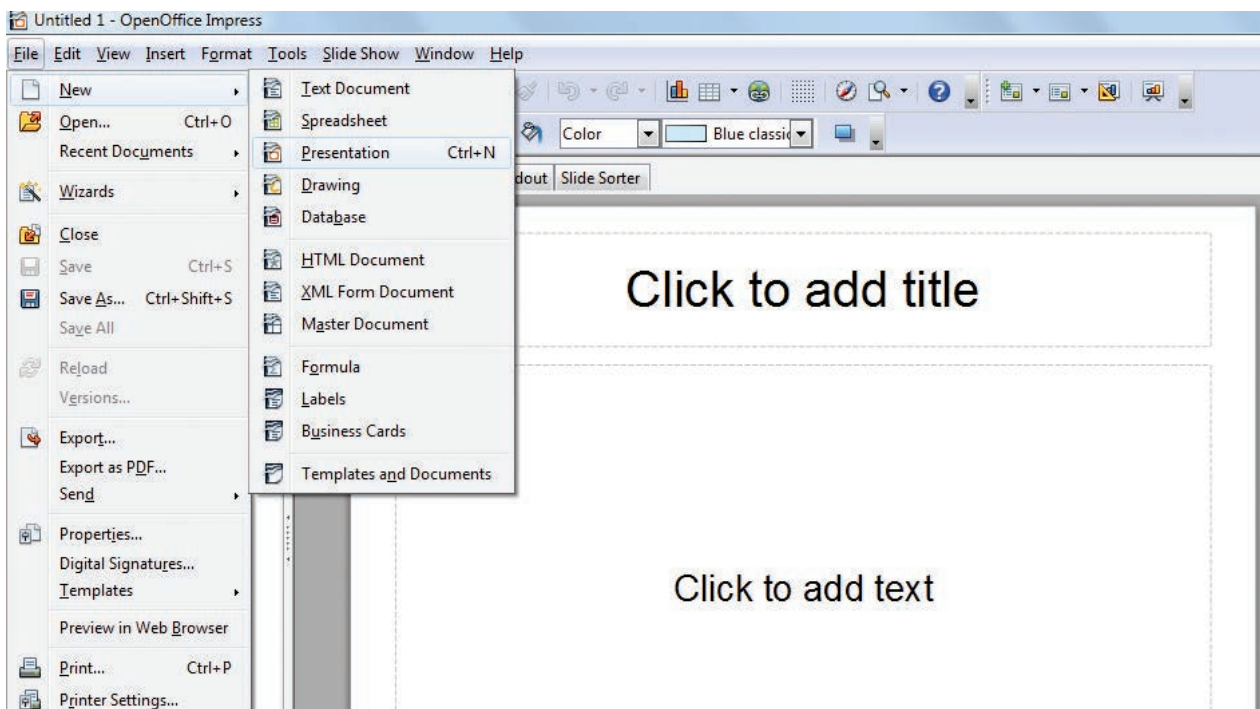 Untitled 1 - OpenOffice Impress
File Edit View Insert Format Tools Slide Show Window Help
New
Open... Ctrl+O
Recent Documents
Wizards
Close
Save Ctrl+S
Save As... Ctrl+Shift+S
Save All
Reload
Versions...
Export...
Export as PDF...
Send
Properties...
Digital Signatures...
Templates
Preview in Web Browser
Print... Ctrl+P
Printer Settings...
Text Document
Spreadsheet
Presentation Ctrl+N
Drawing
Database
HTML Document
XML Form Document
Master Document
Formula
Labels
Business Cards
Templates and Documents
Color Blue classic
Slide Sorter
Click to add title
Click to add text